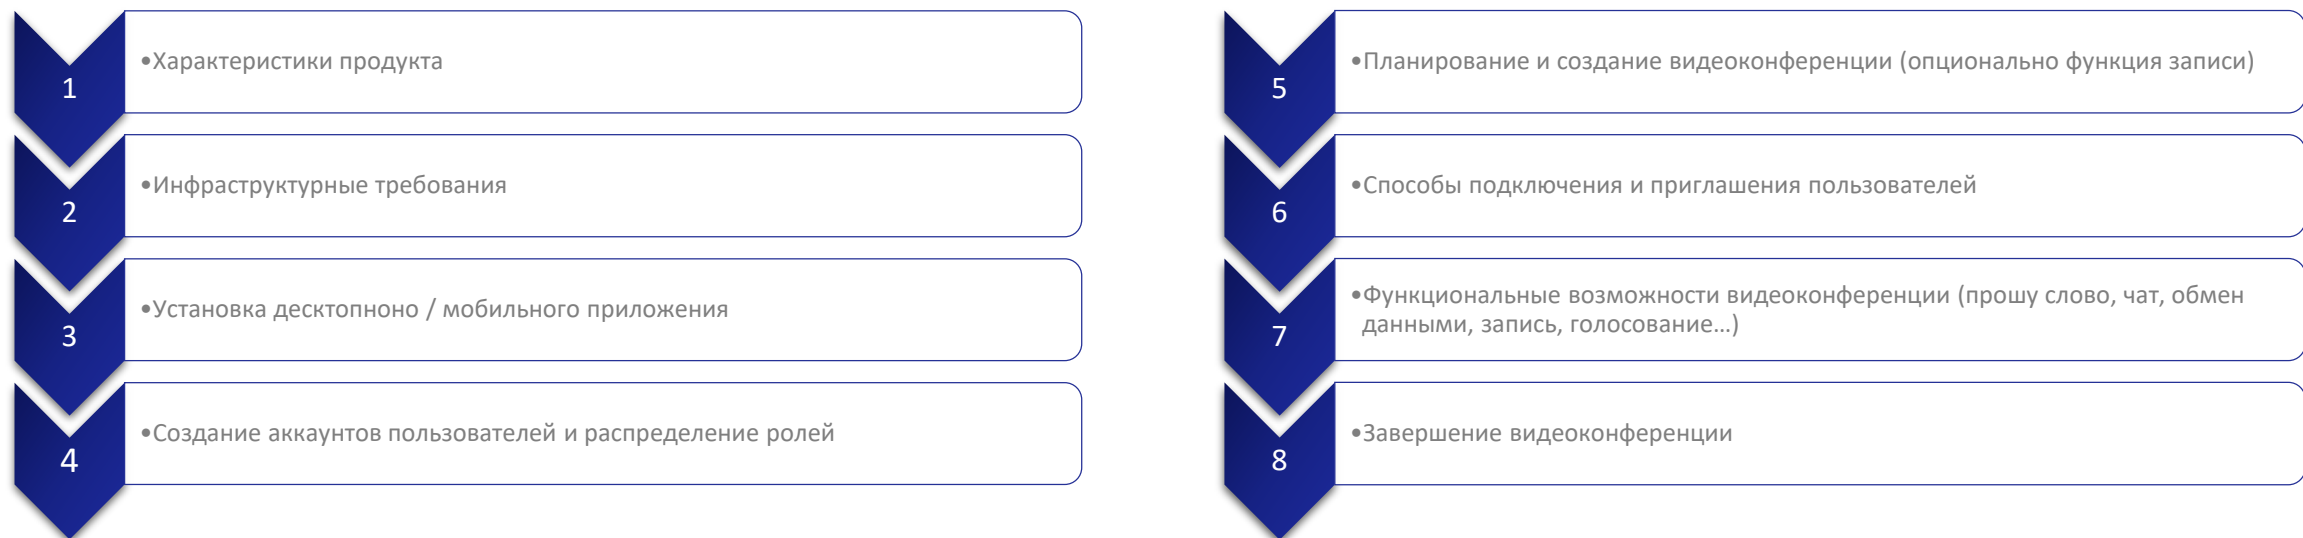 1
•Характеристики продукта
2
•Инфраструктурные требования
3
•Установка десктопноно / мобильного приложения
4
•Создание аккаунтов пользователей и распределение ролей
5
•Планирование и создание видеоконференции (опционально функция записи)
6
•Способы подключения и приглашения пользователей
7
•Функциональные возможности видеоконференции (прошу слово, чат, обмен
данными, запись, голосование…)
8
•Завершение видеоконференции